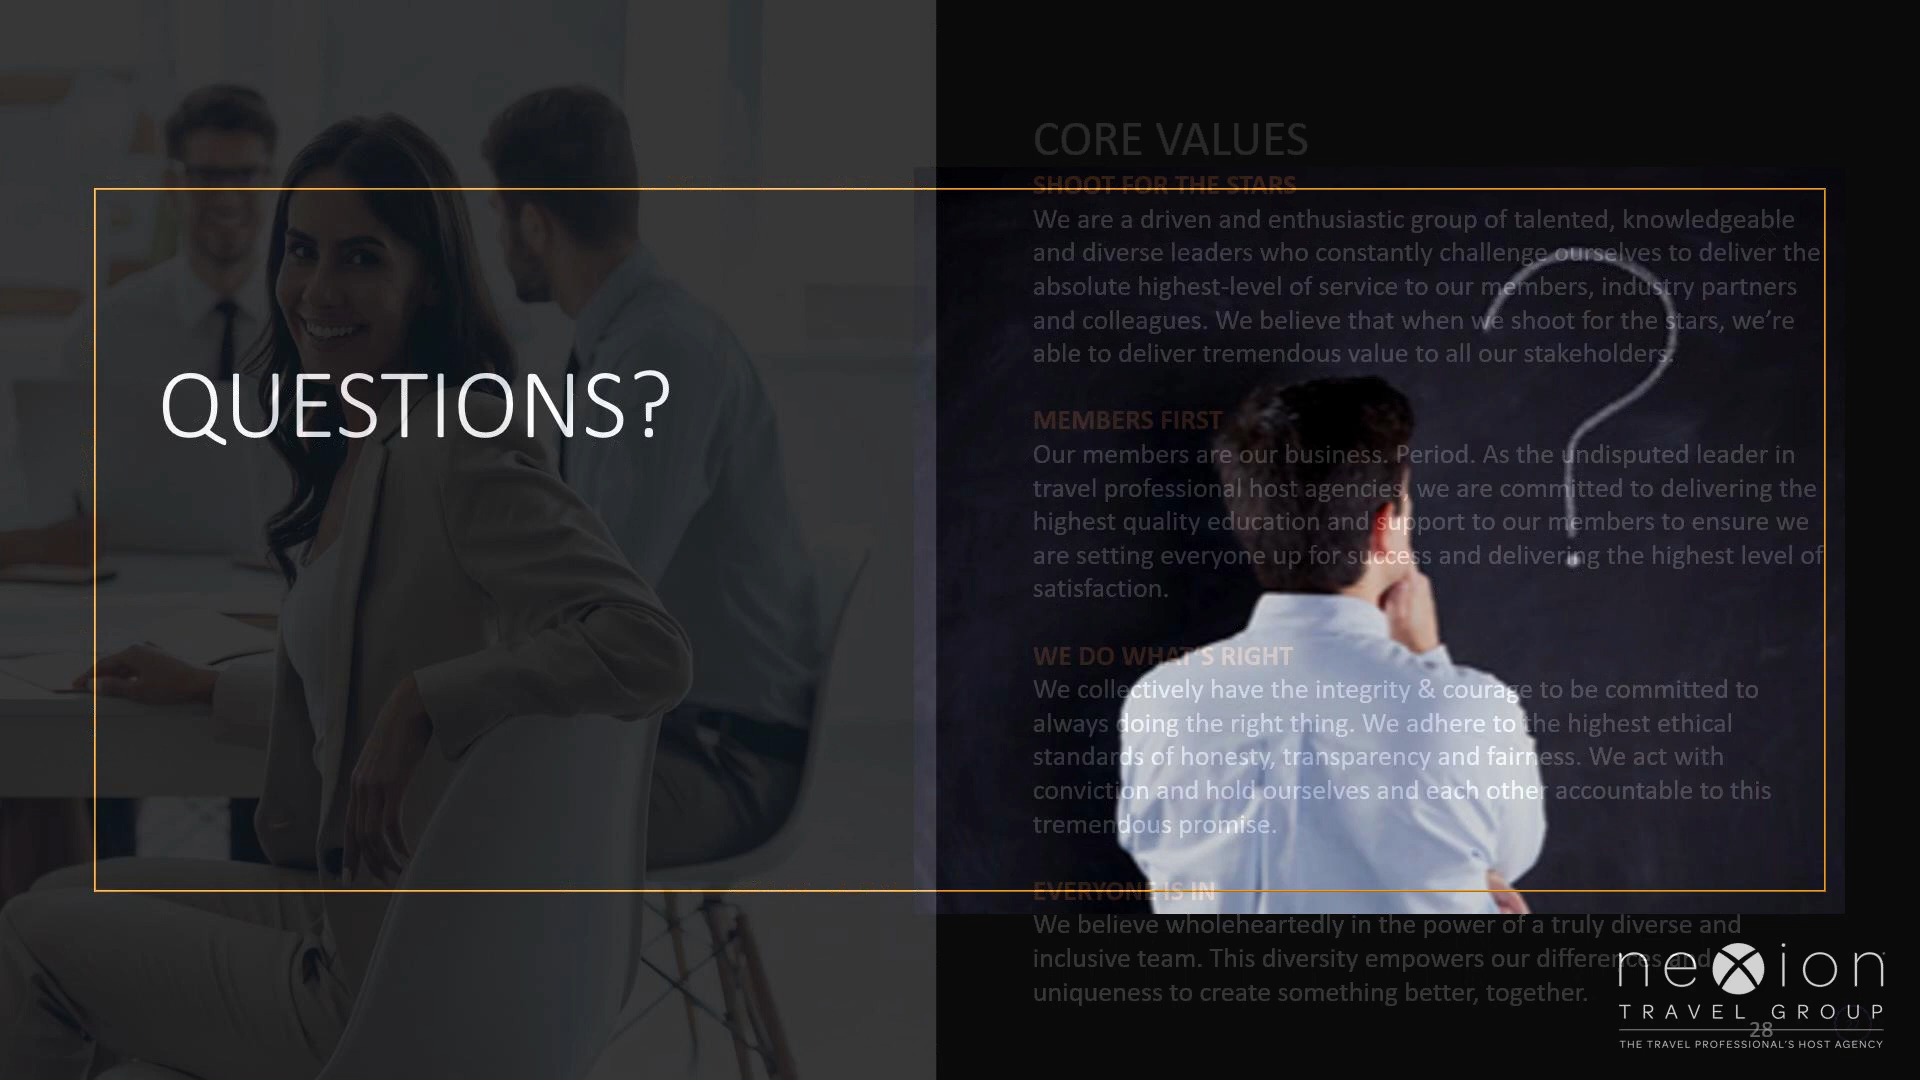 CORE VALUES
SHOOT FOR THE STARS
We are a driven and enthusiastic group of talented, knowledgeable
and diverse leaders who constantly challenge ourselves to deliver the
absolute highest-level of service to our members, industry partners
and colleagues. We believe that when we shoot for the stars, we’re
able to deliver tremendous value to all our stakeholders.
QUESTIONS?
MEMBERS FIRST
Our members are our business. Period. As the undisputed leader in
travel professional host agencies, we are committed to delivering the
highest quality education and support to our members to ensure we
are setting everyone up for success and delivering the highest level of
satisfaction.
WE DO WHAT’S RIGHT
We collectively have the integrity & courage to be committed to
always doing the right thing. We adhere to the highest ethical
standards of honesty, transparency and fairness. We act with
conviction and hold ourselves and each other accountable to this
tremendous promise.
EVERYONE IS IN
We believe wholeheartedly in the power of a truly diverse and
inclusive team. This diversity empowers our differences and
uniqueness to create something better, together.
nexion
TRAVEL GROUP
28
THE TRAVEL PROFESSIONAL'S HOST AGENCY